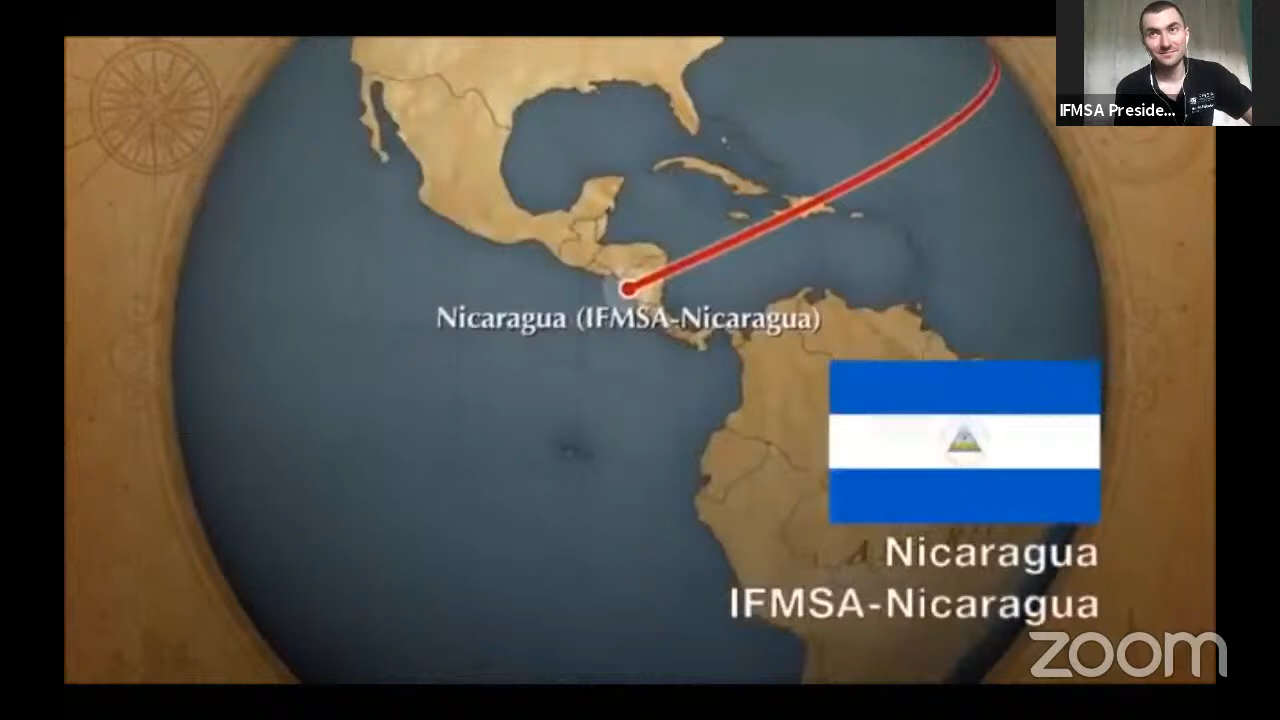 IFMSA Preside...
Nicaragua (IFMSA-Nicaragua)
Nicaragua
IFMSA-Nicaragua
zoom